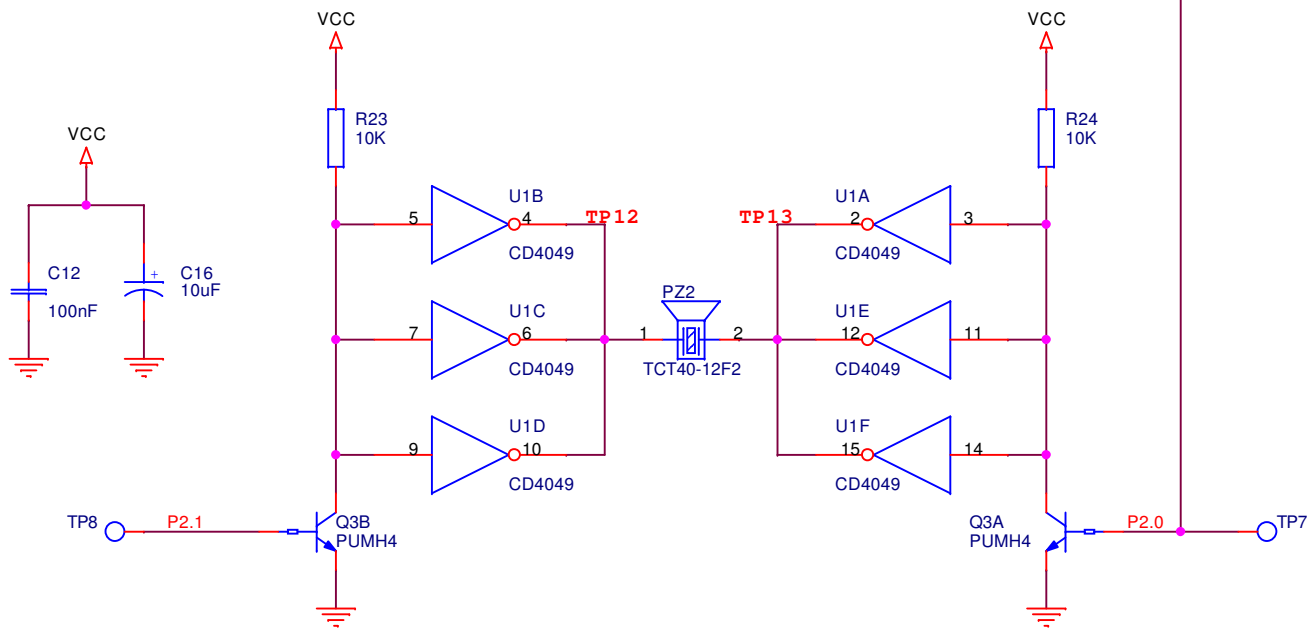 VCC
VCC
R23
10K
R24
10K
VCC
U1B
5
4
TP12
CD4049
TP13
U1A
2
3
CD4049
C12
100nF
+
C16
10uF
PZ2
U1C
7
6
CD4049
1
2
TCT40-12F2
U1E
12
11
CD4049
U1D
9
10
CD4049
U1F
15
14
CD4049
TP8
P2.1
Q3B
PUMH4
Q3A
PUMH4
P2.0
TP7